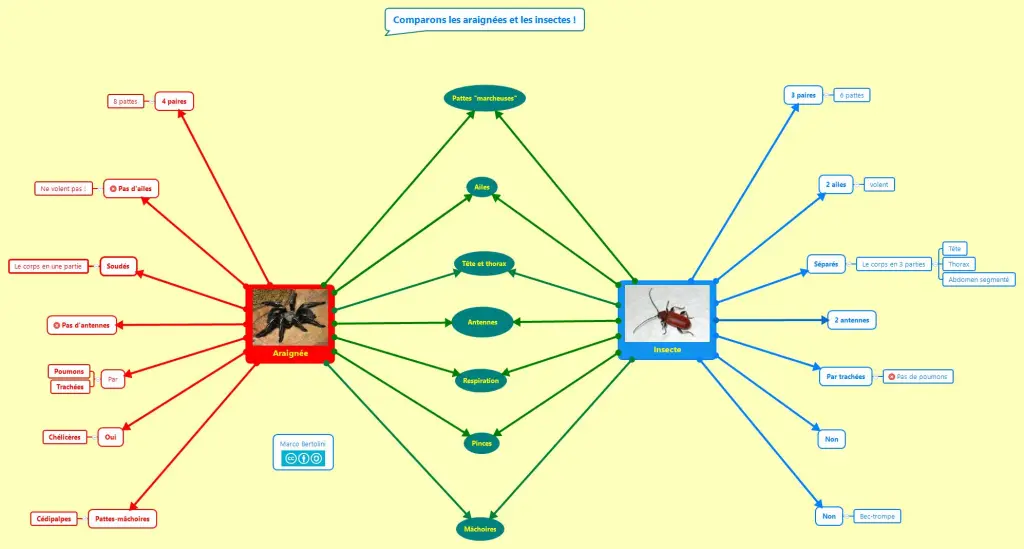 Comparons les araignées et les insectes !
8 pattes
4 paires
Pattes "marcheuses"
3 paires
6 pattes
Ne volent pas !
Pas d'ailes
Ailes
2 ailes
volent
Le corps en une partie
Soudés
Tête et thorax
Séparés
Le corps en 3 parties
Tête
Thorax
Abdomen segmenté
Pas d'antennes
Antennes
2 antennes
Araignée
Insecte
Poumons
Trachées
Par
Respiration
Par trachées
Pas de poumons
Chélicères
Oui
Pinces
Non
Marco Bertolini
cc
Cédipalpes
Pattes-mâchoires
Mâchoires
Non
Bec-trompe